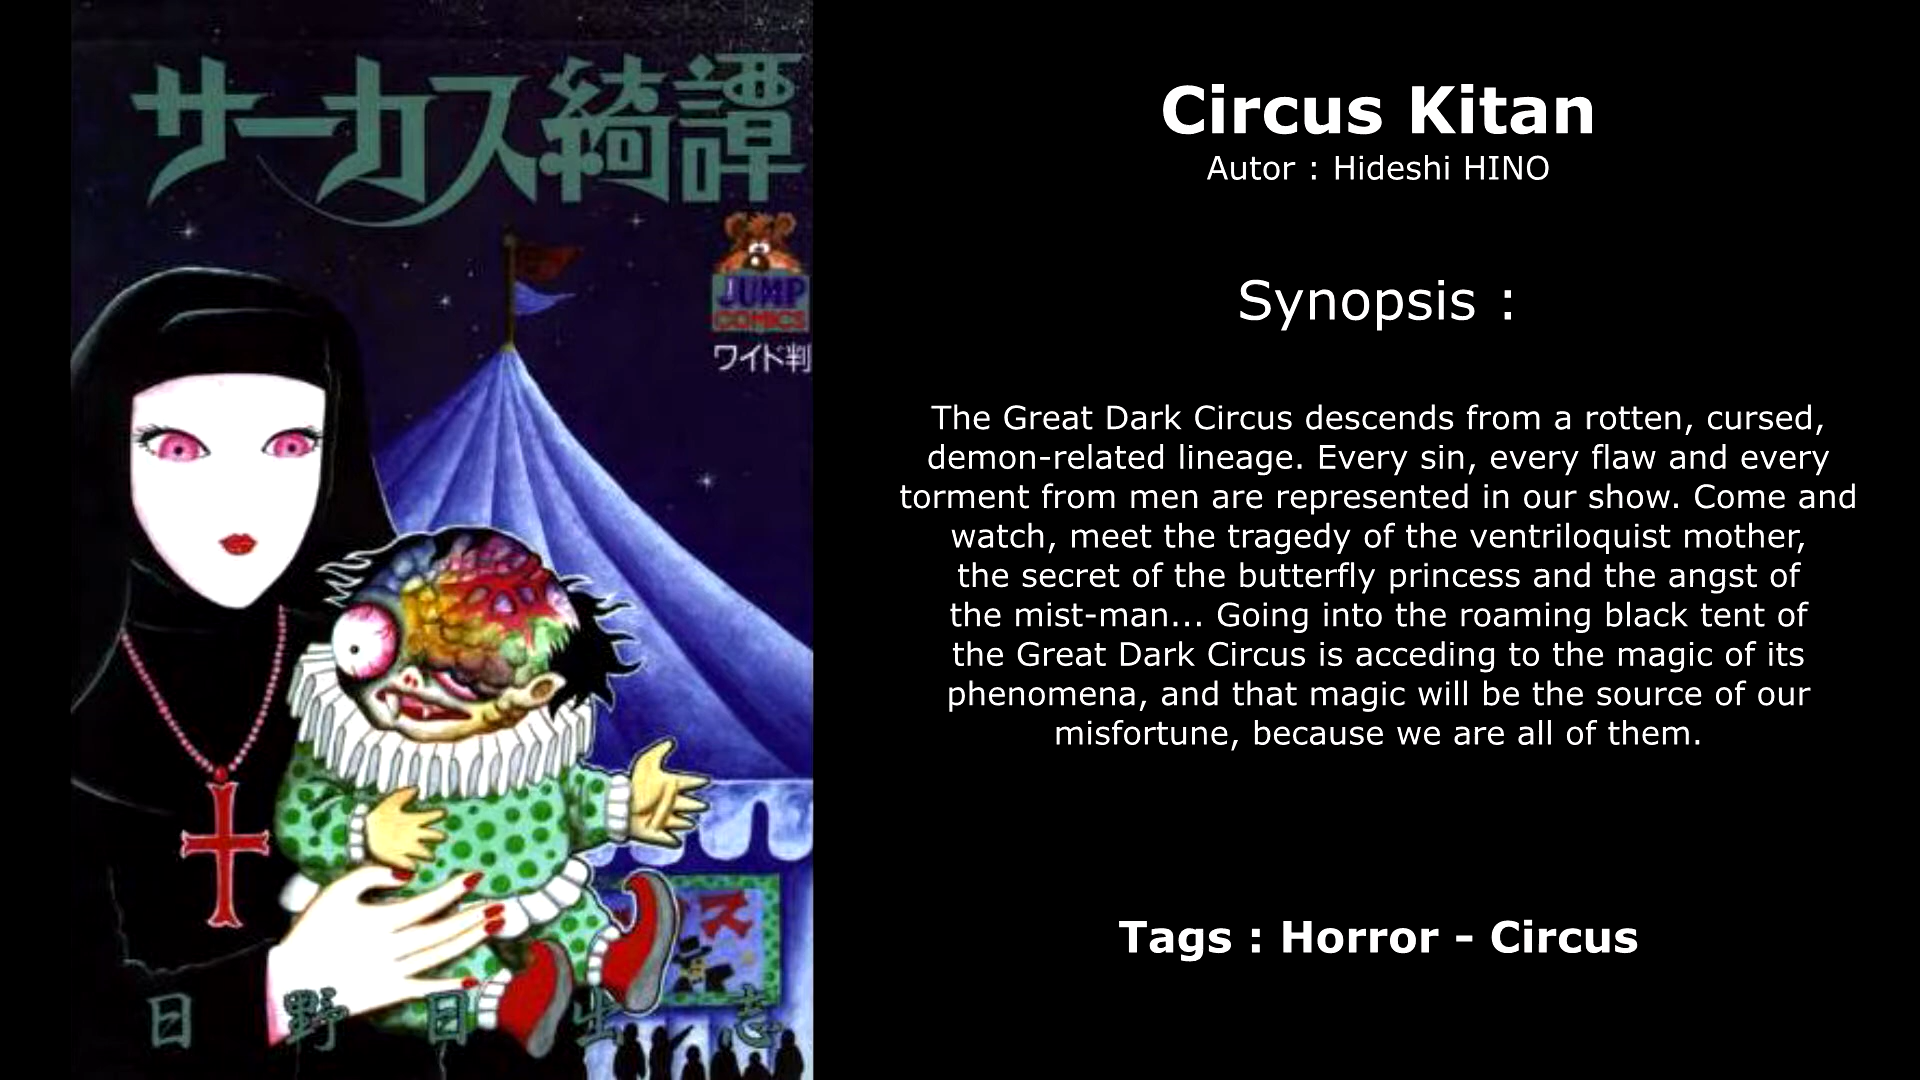 サーカス綺譚
JUMP
COMICS
ワイド判
日野日出志
Circus Kitan
Autor : Hideshi HINO
Synopsis :
The Great Dark Circus descends from a rotten, cursed,
demon-related lineage. Every sin, every flaw and every
torment from men are represented in our show. Come and
watch, meet the tragedy of the ventriloquist mother,
the secret of the butterfly princess and the angst of
the mist-man... Going into the roaming black tent of
the Great Dark Circus is acceding to the magic of its
phenomena, and that magic will be the source of our
misfortune, because we are all of them.
Tags : Horror - Circus